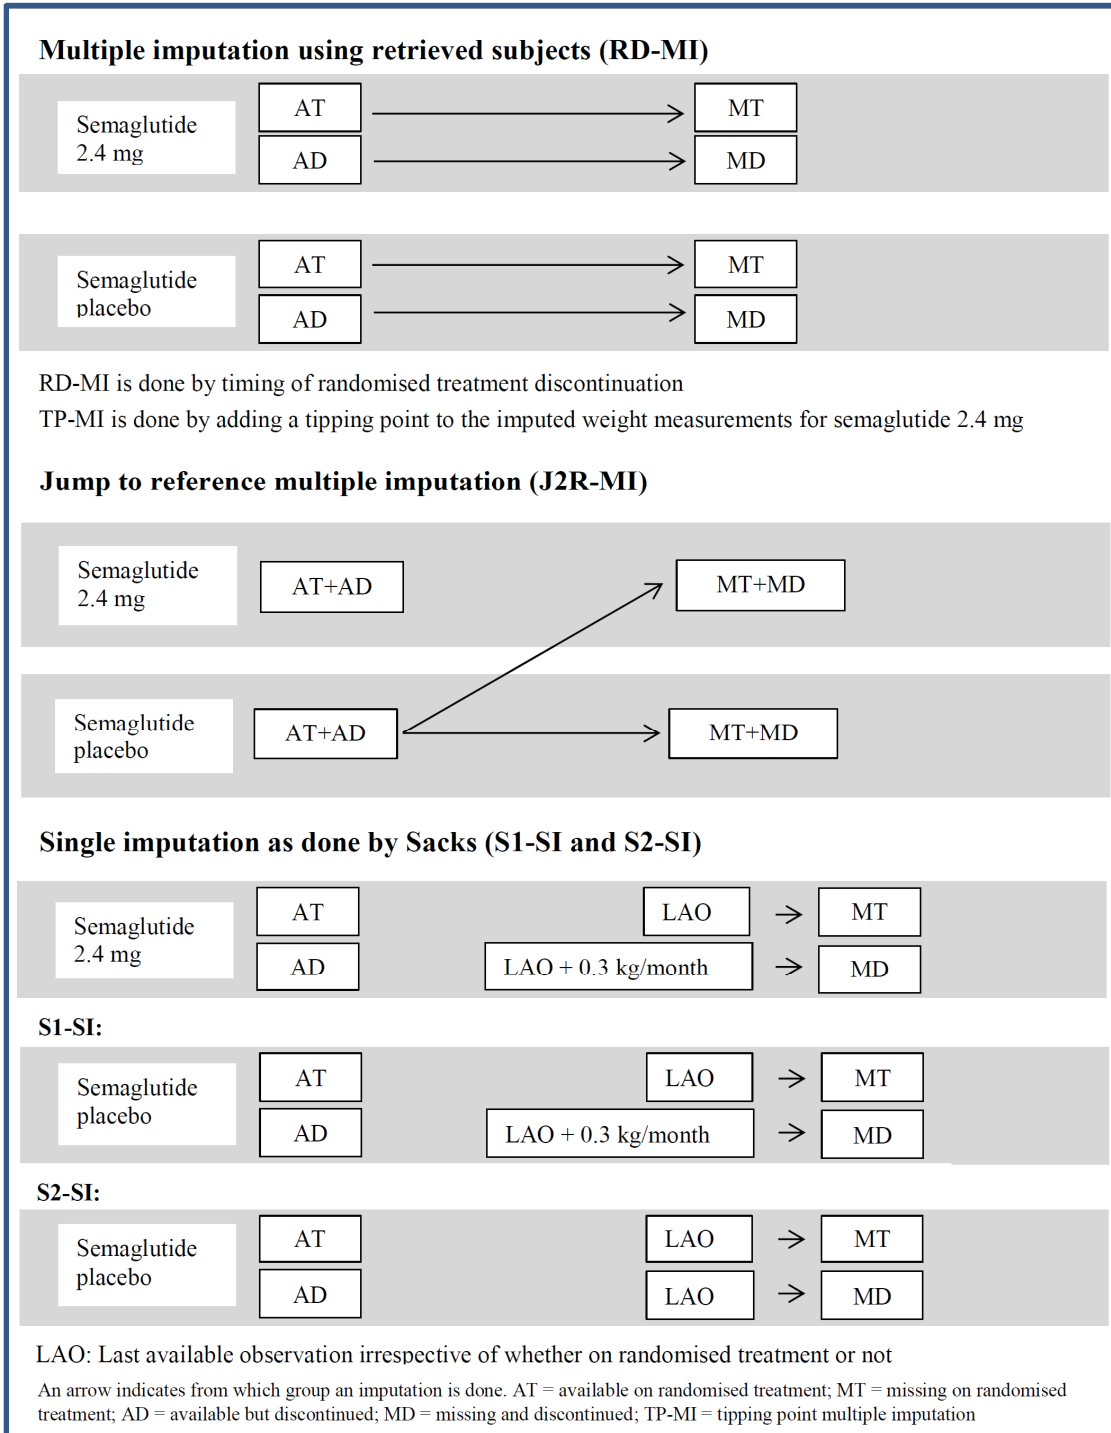 Multiple imputation using retrieved subjects (RD-MI)
Semaglutide
2.4 mg
AT
MT
AD
MD
Semaglutide
placebo
AT
MT
AD
MD
RD-MI is done by timing of randomised treatment discontinuation
TP-MI is done by adding a tipping point to the imputed weight measurements for semaglutide 2.4 mg
Jump to reference multiple imputation (J2R-MI)
Semaglutide
2.4 mg
AT+AD
MT+MD
Semaglutide
placebo
AT+AD
MT+MD
Single imputation as done by Sacks (S1-SI and S2-SI)
Semaglutide
2.4 mg
AT
LAO
MT
AD
LAO + 0.3 kg/month
MD
S1-SI:
Semaglutide
placebo
AT
LAO
MT
AD
LAO + 0.3 kg/month
MD
S2-SI:
Semaglutide
placebo
AT
LAO
MT
AD
LAO
MD
LAO: Last available observation irrespective of whether on randomised treatment or not
An arrow indicates from which group an imputation is done. AT = available on randomised treatment; MT = missing on randomised
treatment; AD = available but discontinued; MD = missing and discontinued; TP-MI = tipping point multiple imputation